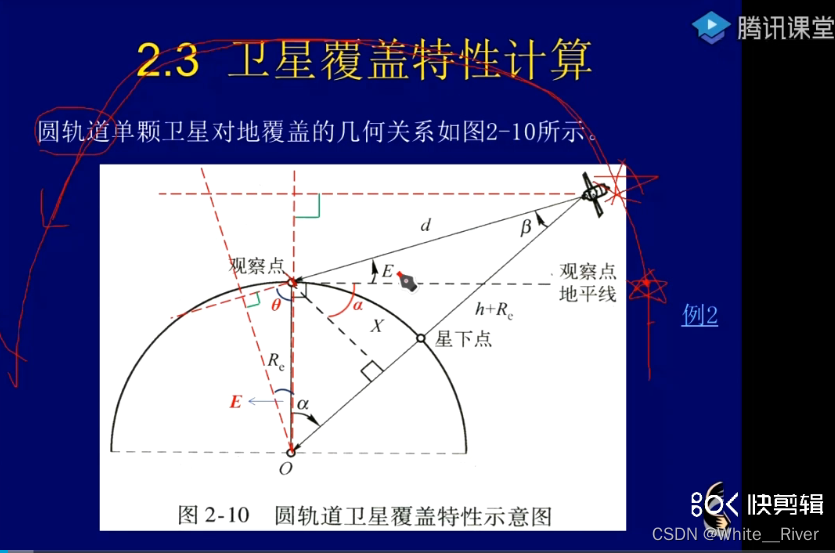 腾讯课堂
2.3 卫星覆盖特性计算
圆轨道单颗卫星对地覆盖的几何关系如图2-10所示。
d
β
观察点
E
观察点
地平线
θ
α
X
h+Re
例2
星下点
Re
E
α
O
图 2-10 圆轨道卫星覆盖特性示意图
快剪辑
CSDN @White__River